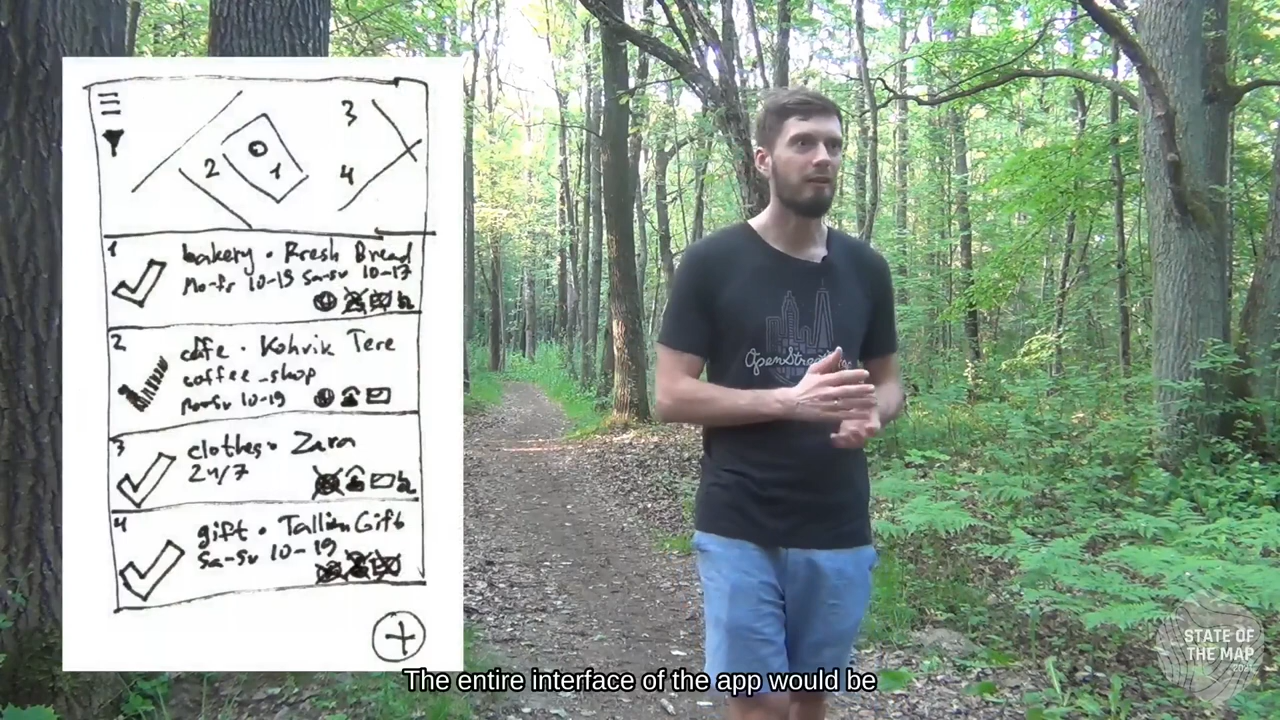 3
2
1
4
1
bakery • Fresh Bread
Mo-Fr 10-19 Sa-Su 10-17
2
cafe • Kohvik Tere
coffee_shop
Mo-Su 10-19
3
clothes • Zara
24/7
4
gift • Tallinn Gift
Sa-Su 10-19
+
OpenStreet
STATE OF
THE MAP
The entire interface of the app would be